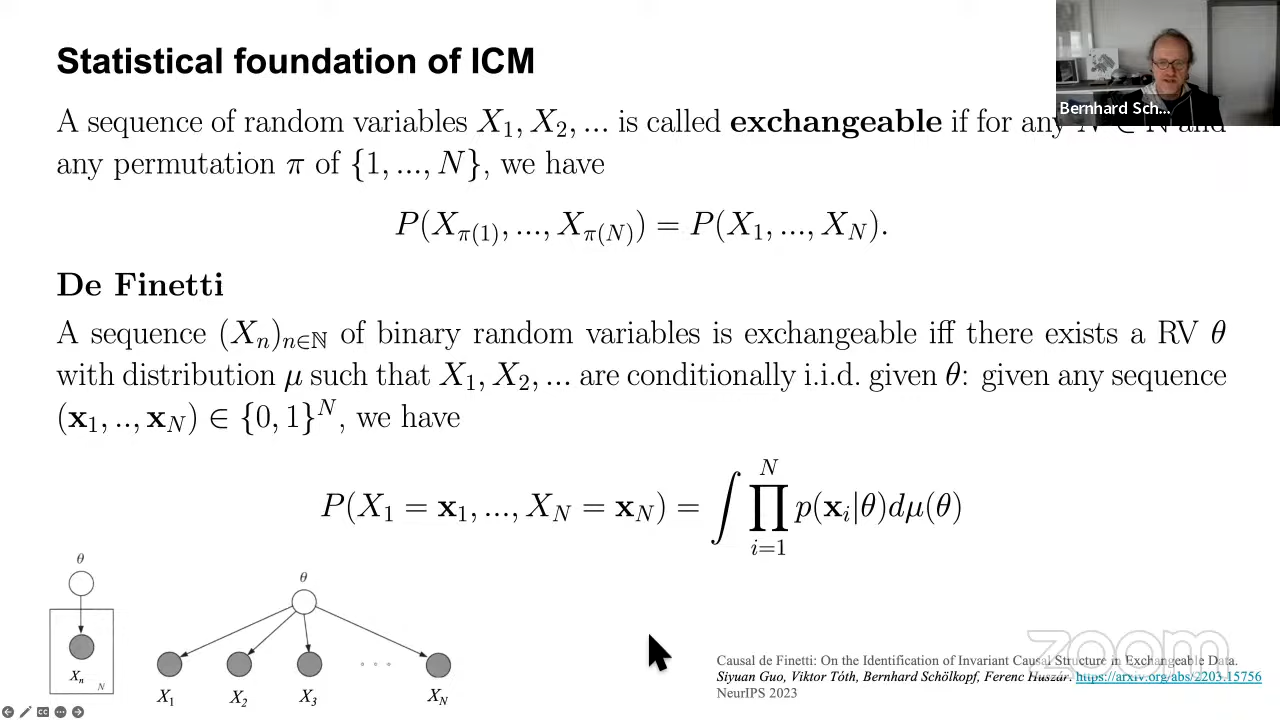 Statistical foundation of ICM
Bernhard Sch...
A sequence of random variables X₁, X₂, ... is called exchangeable if for any N ∈ ℕ and
any permutation π of {1, ..., N}, we have
P(X_π(1), ..., X_π(N)) = P(X₁, ..., X_N).
De Finetti
A sequence (Xₙ)ₙ∈ℕ of binary random variables is exchangeable iff there exists a RV θ
with distribution μ such that X₁, X₂, ... are conditionally i.i.d. given θ: given any sequence
(x₁, .., x_N) ∈ {0, 1}^N, we have
P(X₁ = x₁, ..., X_N = x_N) = ∫ ∏_{i=1}^{N} p(xᵢ|θ)dμ(θ)
θ
Xₙ
N
θ
X₁ X₂ X₃ ∘ ∘ ∘ X_N
zoom
Causal de Finetti: On the Identification of Invariant Causal Structure in Exchangeable Data.
Siyuan Guo, Viktor Tóth, Bernhard Schölkopf, Ferenc Huszár. https://arxiv.org/abs/2203.15756
NeurIPS 2023
CC